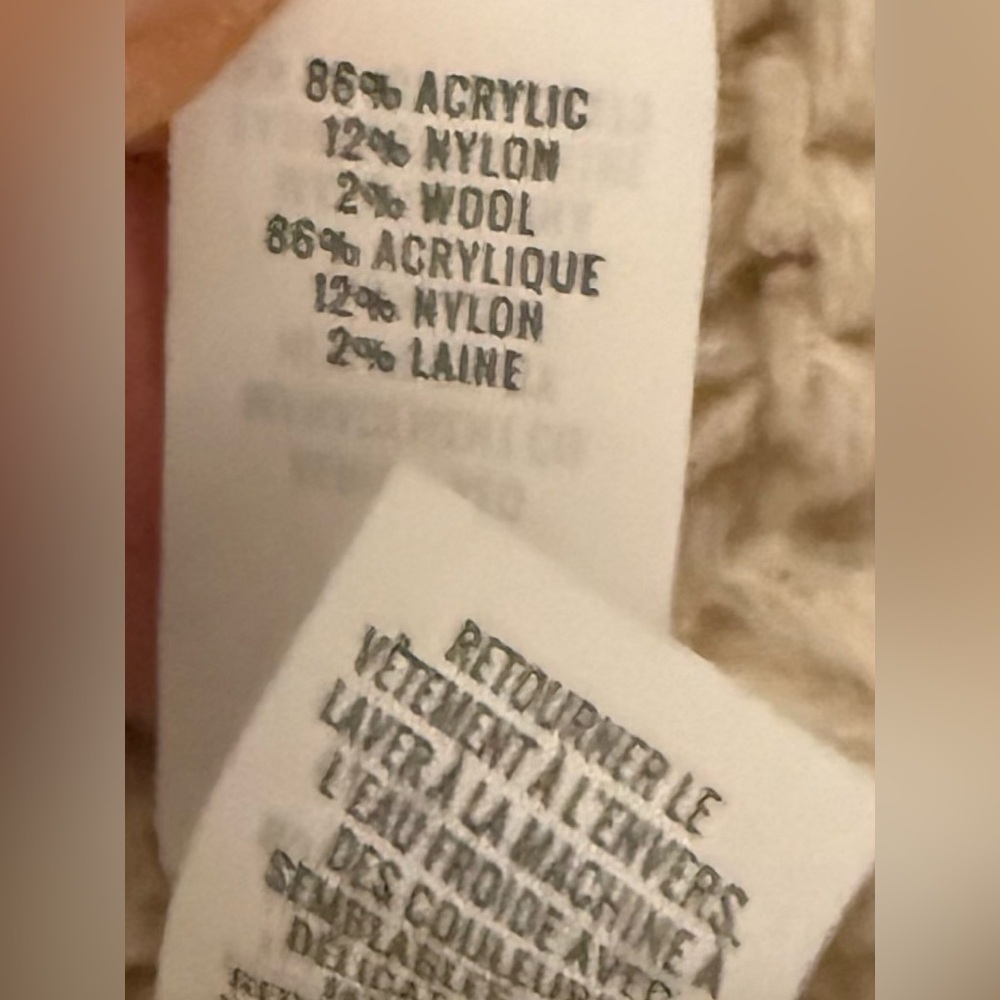 86% ACRYLIC
12% NYLON
2% WOOL
86% ACRYLIQUE
12% NYLON
2% LAINE
RETOURNER LE
VÊTEMENT À L'ENVERS.
LAVER À LA MACHINE À
L'EAU FROIDE AVEC
DES COULEURS
SEMBLABLES